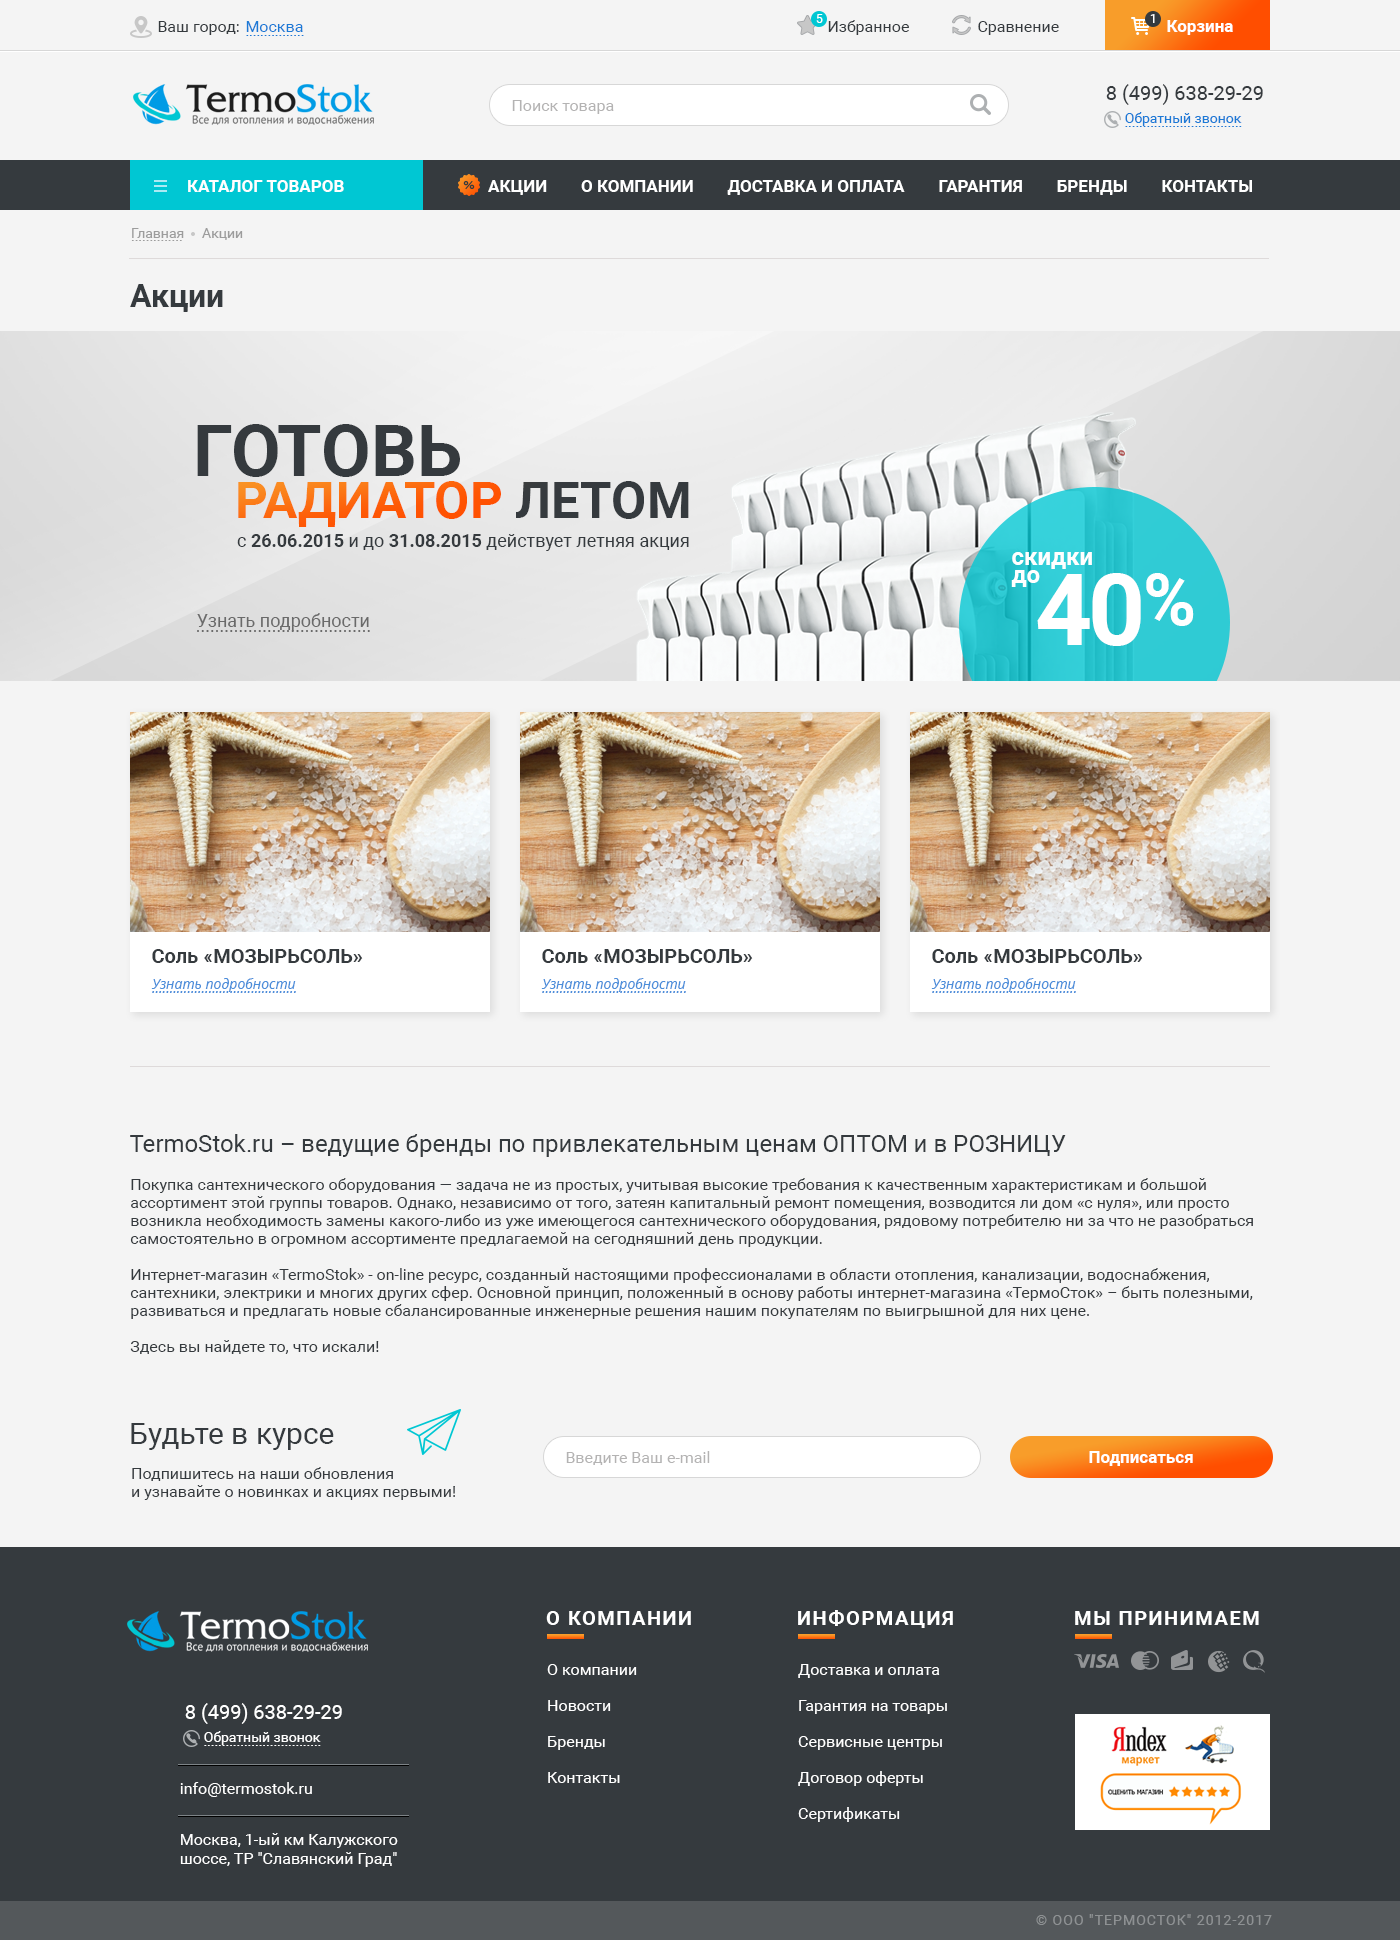 Ваш город: Москва
5
Избранное
Сравнение
1
Корзина
TermoStok
Все для отопления и водоснабжения
Поиск товара
8 (499) 638-29-29
Обратный звонок
КАТАЛОГ ТОВАРОВ
% АКЦИИ
О КОМПАНИИ
ДОСТАВКА И ОПЛАТА
ГАРАНТИЯ
БРЕНДЫ
КОНТАКТЫ
Главная • Акции
Акции
ГОТОВЬ
РАДИАТОР ЛЕТОМ
с 26.06.2015 и до 31.08.2015 действует летняя акция
Узнать подробности
скидки
до
40%
Соль «МОЗЫРЬСОЛЬ»
Узнать подробности
Соль «МОЗЫРЬСОЛЬ»
Узнать подробности
Соль «МОЗЫРЬСОЛЬ»
Узнать подробности
TermoStok.ru – ведущие бренды по привлекательным ценам ОПТОМ и в РОЗНИЦУ
Покупка сантехнического оборудования — задача не из простых, учитывая высокие требования к качественным характеристикам и большой
ассортимент этой группы товаров. Однако, независимо от того, затеян капитальный ремонт помещения, возводится ли дом «с нуля», или просто
возникла необходимость замены какого-либо из уже имеющегося сантехнического оборудования, рядовому потребителю ни за что не разобраться
самостоятельно в огромном ассортименте предлагаемой на сегодняшний день продукции.
Интернет-магазин «TermoStok» - on-line ресурс, созданный настоящими профессионалами в области отопления, канализации, водоснабжения,
сантехники, электрики и многих других сфер. Основной принцип, положенный в основу работы интернет-магазина «ТермоСток» – быть полезными,
развиваться и предлагать новые сбалансированные инженерные решения нашим покупателям по выигрышной для них цене.
Здесь вы найдете то, что искали!
Будьте в курсе
Подпишитесь на наши обновления
и узнавайте о новинках и акциях первыми!
Введите Ваш e-mail
Подписаться
TermoStok
Все для отопления и водоснабжения
8 (499) 638-29-29
Обратный звонок
info@termostok.ru
Москва, 1-ый км Калужского
шоссе, ТР "Славянский Град"
О КОМПАНИИ
О компании
Новости
Бренды
Контакты
ИНФОРМАЦИЯ
Доставка и оплата
Гарантия на товары
Сервисные центры
Договор оферты
Сертификаты
МЫ ПРИНИМАЕМ
VISA
Яndex
маркет
ОЦЕНИТЬ МАГАЗИН
© ООО "ТЕРМОСТОК" 2012-2017